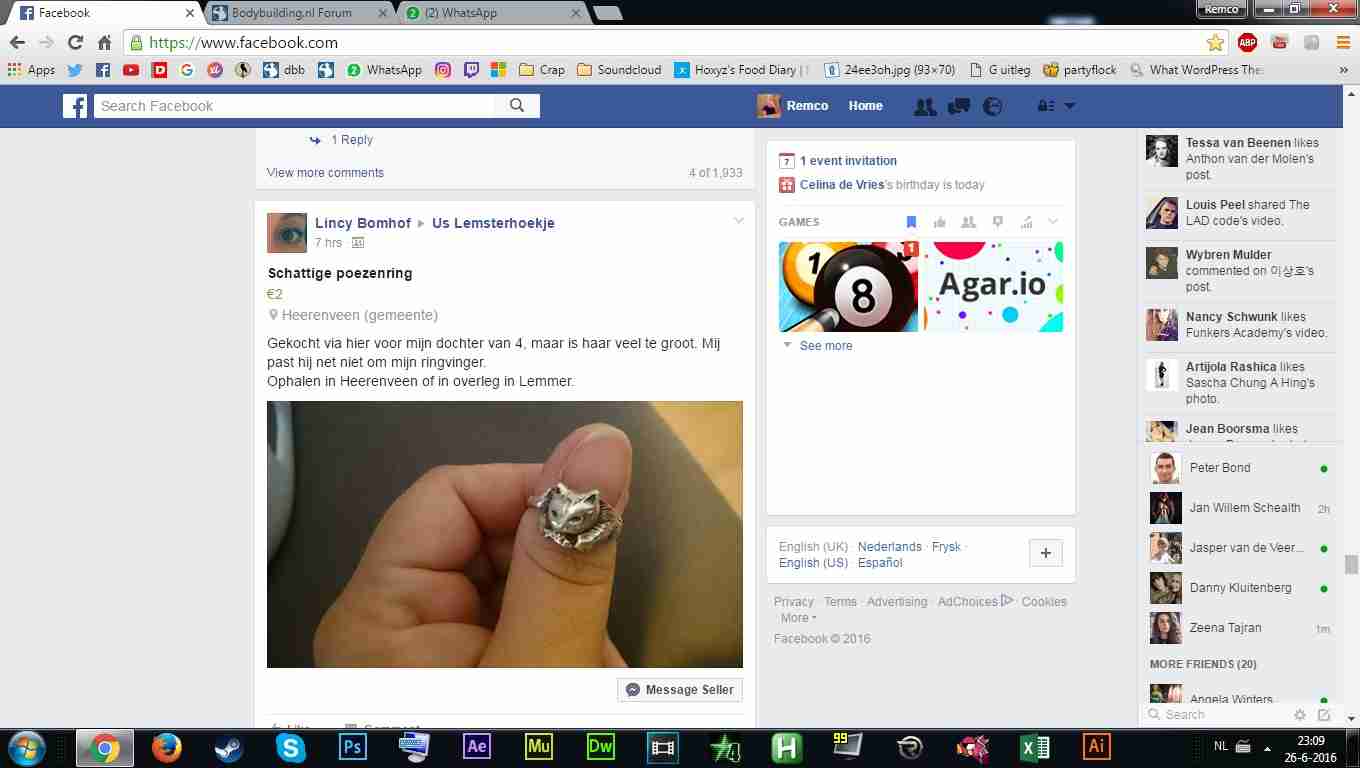 Facebook
Bodybuilding.nl Forum
(2) WhatsApp
Remco
https://www.facebook.com
ABP
Apps
dbb
WhatsApp
Crap
Soundcloud
Hoxyz's Food Diary |
24ee3oh.jpg (93×70)
G uitleg
partyflock
What WordPress The
»
Search Facebook
Remco
Home
1 Reply
View more comments
4 of 1,933
Lincy Bomhof ▸ Us Lemsterhoekje
7 hrs
Schattige poezenring
€2
Heerenveen (gemeente)
Gekocht via hier voor mijn dochter van 4, maar is haar veel te groot. Mij
past hij net niet om mijn ringvinger.
Ophalen in Heerenveen of in overleg in Lemmer.
Message Seller
Like
Comment
7
1 event invitation
Celina de Vries's birthday is today
GAMES
1
8
1
Agar.io
See more
English (UK) · Nederlands · Frysk ·
English (US) · Español
+
Privacy · Terms · Advertising · AdChoices · Cookies
· More
Facebook © 2016
Tessa van Beenen likes
Anthon van der Molen's
post.
Louis Peel shared The
LAD code's video.
Wybren Mulder
commented on 이상호's
post.
Nancy Schwunk likes
Funkers Academy's video.
Artijola Rashica likes
Sascha Chung A Hing's
photo.
Jean Boorsma likes
Peter Bond
Jan Willem Schealth
2h
Jasper van de Veer...
Danny Kluitenberg
Zeena Tajran
1m
MORE FRIENDS (20)
Angela Winters
Search
Ps
Ae
Mu
Dw
99
Ai
NL
23:09
26-6-2016